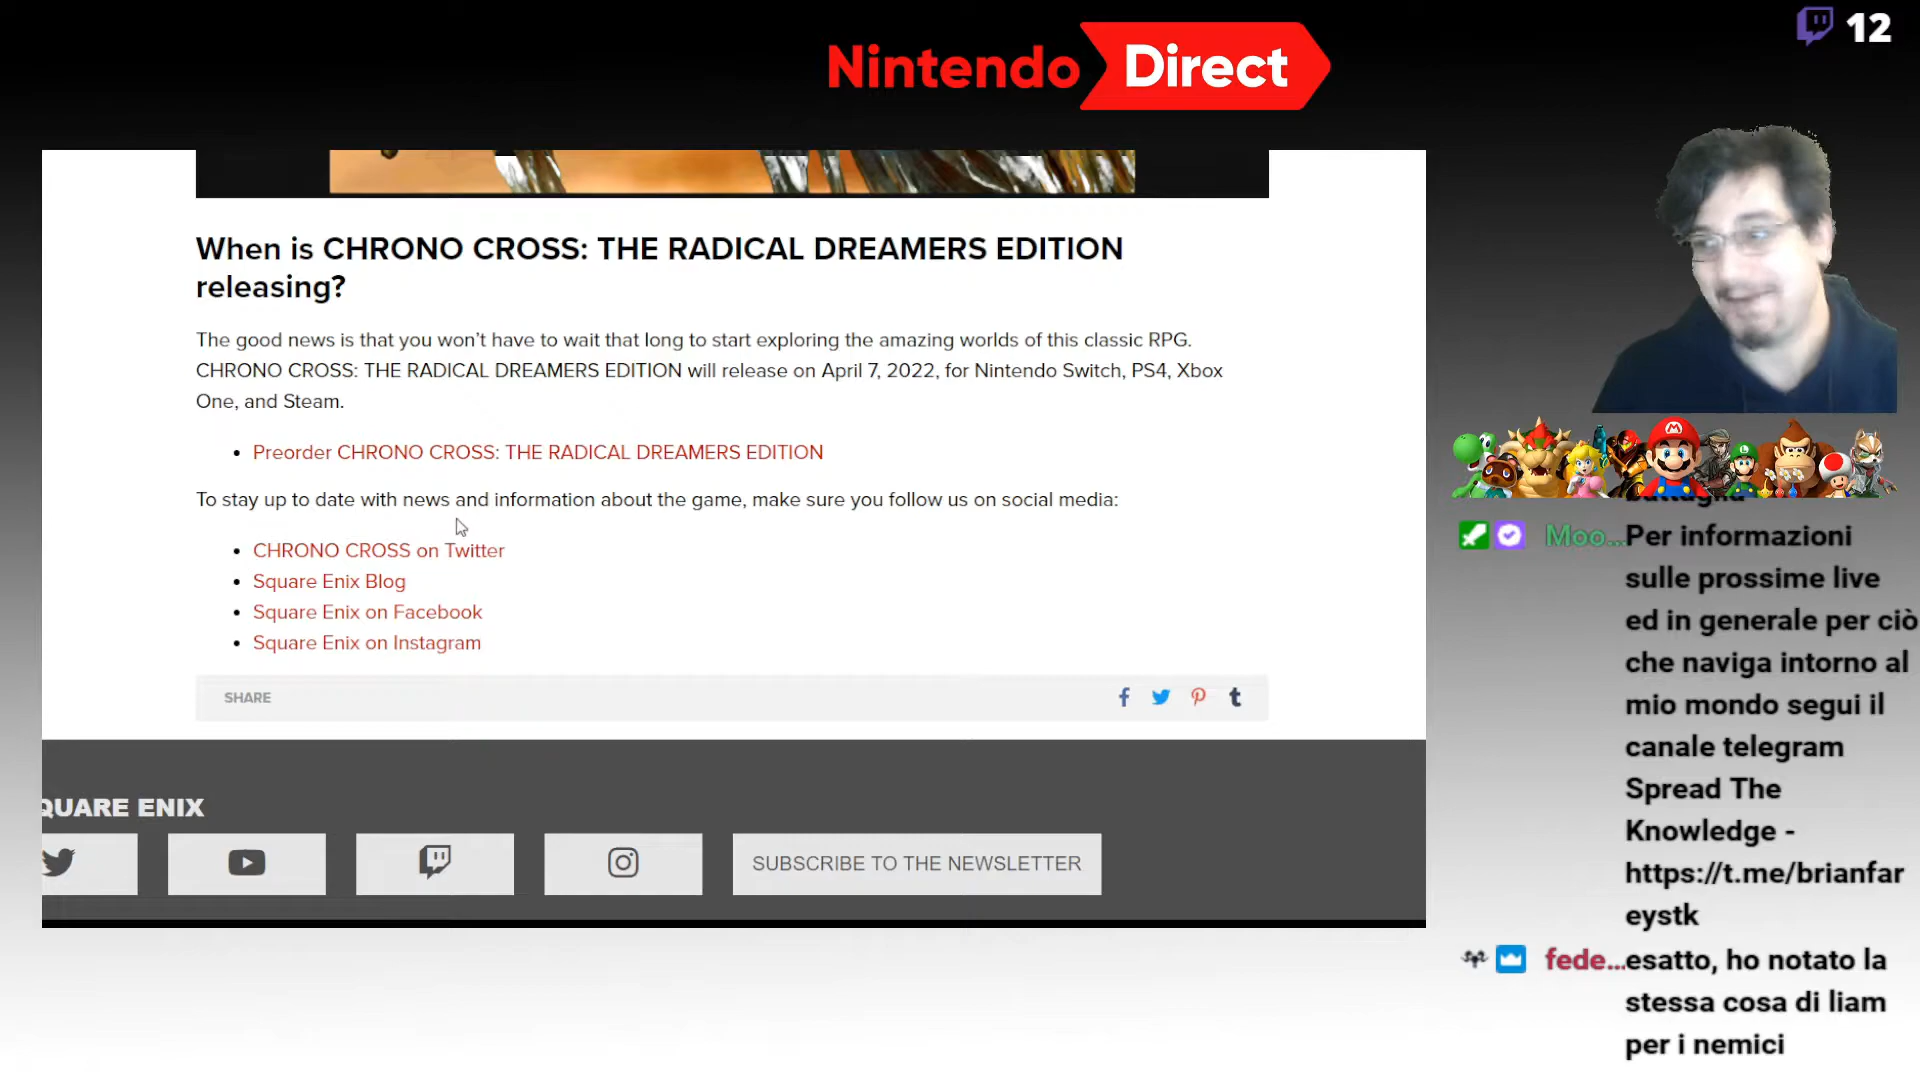 12
Nintendo Direct
When is CHRONO CROSS: THE RADICAL DREAMERS EDITION
releasing?
The good news is that you won’t have to wait that long to start exploring the amazing worlds of this classic RPG.
CHRONO CROSS: THE RADICAL DREAMERS EDITION will release on April 7, 2022, for Nintendo Switch, PS4, Xbox
One, and Steam.
• Preorder CHRONO CROSS: THE RADICAL DREAMERS EDITION
To stay up to date with news and information about the game, make sure you follow us on social media:
• CHRONO CROSS on Twitter
• Square Enix Blog
• Square Enix on Facebook
• Square Enix on Instagram
SHARE
QUARE ENIX
SUBSCRIBE TO THE NEWSLETTER
Moo... Per informazioni
sulle prossime live
ed in generale per ciò
che naviga intorno al
mio mondo segui il
canale telegram
Spread The
Knowledge -
https://t.me/brianfar
eystk
fede... esatto, ho notato la
stessa cosa di liam
per i nemici